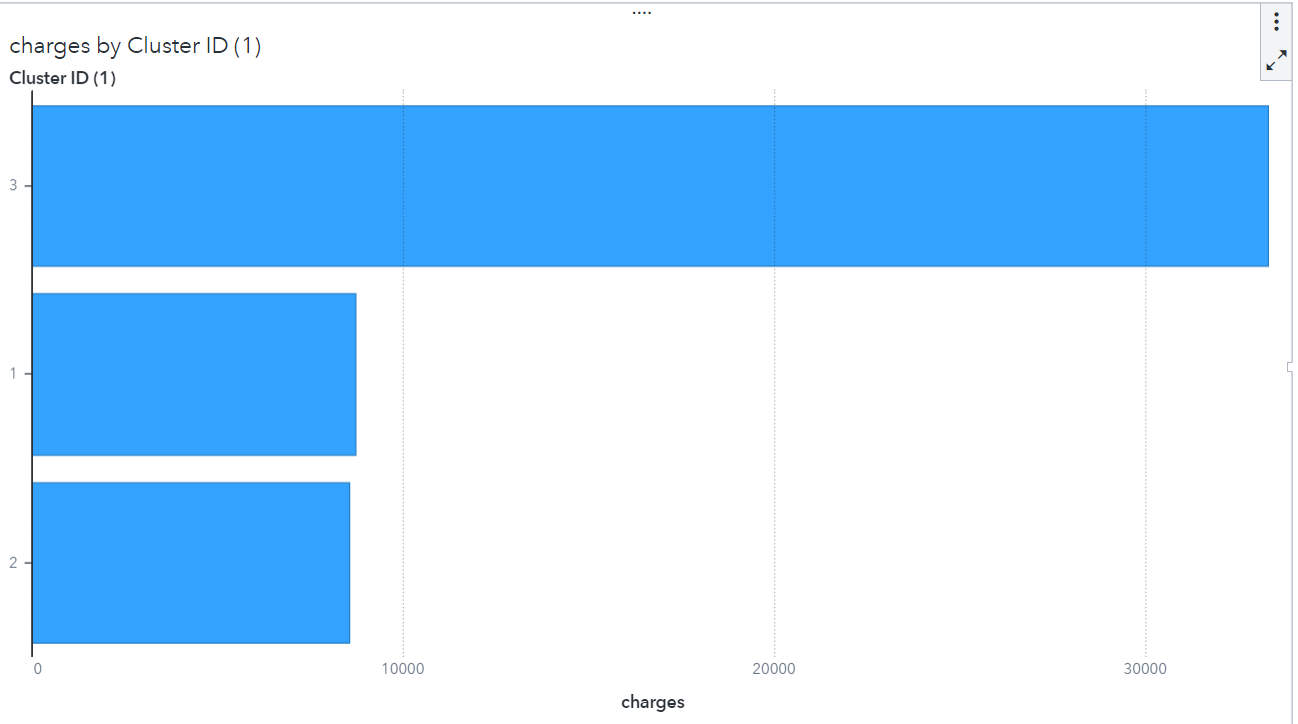 charges by Cluster ID (1)
Cluster ID (1)
3
1
2
0 10000 20000 30000
charges